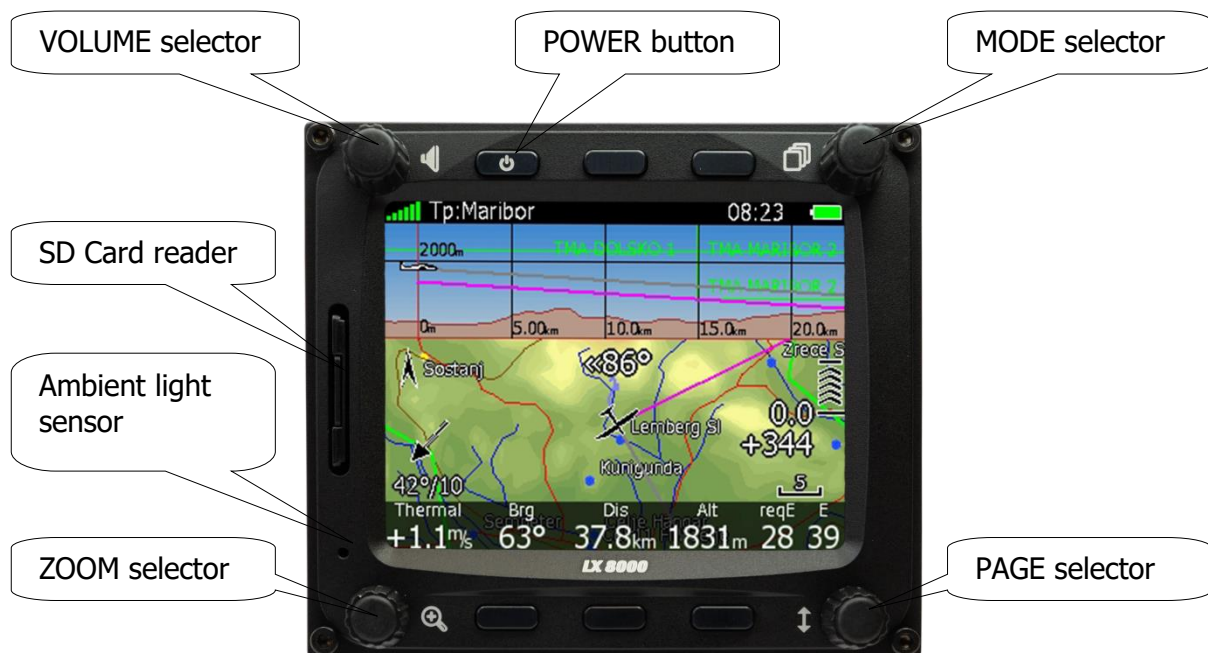 VOLUME selector
POWER button
MODE selector
SD Card reader
Ambient light
sensor
ZOOM selector
PAGE selector
Tp:Maribor 08:23
2000m TMA DOLSKO 1 TMA MARIBOR 2
TMA MARIBOR 2
0m 5.00km 10.0km 15.0km 20.0km
Zrece S
Sostanj «86°
0.0
Lemberg Sl +344
Kunigunda
42°/10 5
Thermal Brg Dis Alt reqE E
+1.1m/s 63° 37.8km 1831m 28 39
LX 8000